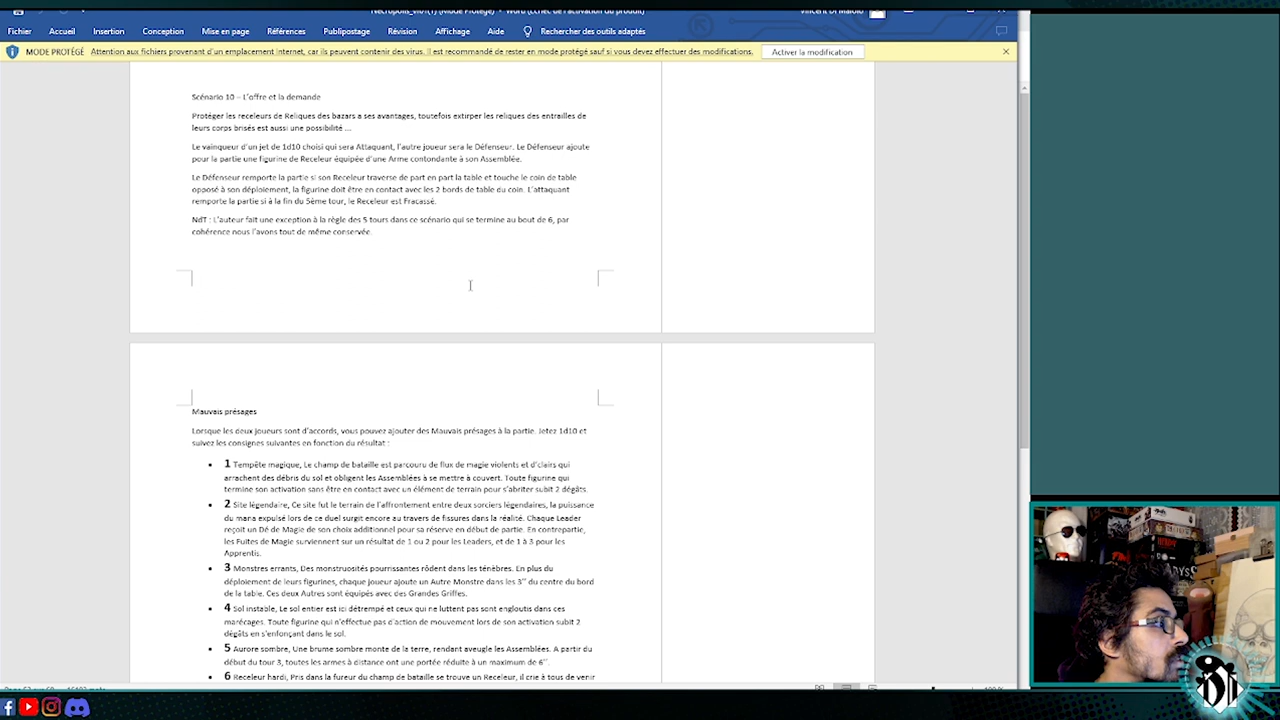 Necropolis_vf01(1) (Mode Protégé) - Word (Échec de l'activation du produit)
Vincent Di Maiolo
Fichier Accueil Insertion Conception Mise en page Références Publipostage Révision Affichage Aide Rechercher des outils adaptés
MODE PROTÉGÉ Attention aux fichiers provenant d'un emplacement Internet, car ils peuvent contenir des virus. Il est recommandé de rester en mode protégé sauf si vous devez effectuer des modifications. Activer la modification
Scénario 10 – L'offre et la demande
Protéger les receleurs de Reliques des bazars a ses avantages, toutefois extirper les reliques des entrailles de
leurs corps brisés est aussi une possibilité ...
Le vainqueur d'un jet de 1d10 choisi qui sera Attaquant, l'autre joueur sera le Défenseur. Le Défenseur ajoute
pour la partie une figurine de Receleur équipée d'une Arme contondante à son Assemblée.
Le Défenseur remporte la partie si son Receleur traverse de part en part la table et touche le coin de table
opposé à son déploiement, la figurine doit être en contact avec les 2 bords de table du coin. L'attaquant
remporte la partie si à la fin du 5ème tour, le Receleur est Fracassé.
NdT : L'auteur fait une exception à la règle des 5 tours dans ce scénario qui se termine au bout de 6, par
cohérence nous l'avons tout de même conservée.
Mauvais présages
Lorsque les deux joueurs sont d'accords, vous pouvez ajouter des Mauvais présages à la partie. Jetez 1d10 et
suivez les consignes suivantes en fonction du résultat :
• 1 Tempête magique, Le champ de bataille est parcouru de flux de magie violents et d'clairs qui
arrachent des débris du sol et obligent les Assemblées à se mettre à couvert. Toute figurine qui
termine son activation sans être en contact avec un élément de terrain pour s'abriter subit 2 dégâts.
• 2 Site légendaire, Ce site fut le terrain de l'affrontement entre deux sorciers légendaires, la puissance
du mana expulsé lors de ce duel surgit encore au travers de fissures dans la réalité. Chaque Leader
reçoit un Dé de Magie de son choix additionnel pour sa réserve en début de partie. En contrepartie,
les Fuites de Magie surviennent sur un résultat de 1 ou 2 pour les Leaders, et de 1 à 3 pour les
Apprentis.
• 3 Monstres errants, Des monstruosités pourrissantes rôdent dans les ténèbres. En plus du
déploiement de leurs figurines, chaque joueur ajoute un Autre Monstre dans les 3'' du centre du bord
de la table. Ces deux Autres sont équipés avec des Grandes Griffes.
• 4 Sol instable, Le sol entier est ici détrempé et ceux qui ne luttent pas sont engloutis dans ces
marécages. Toute figurine qui n'effectue pas d'action de mouvement lors de son activation subit 2
dégâts en s'enfonçant dans le sol.
• 5 Aurore sombre, Une brume sombre monte de la terre, rendant aveugle les Assemblées. A partir du
début du tour 3, toutes les armes à distance ont une portée réduite à un maximum de 6''.
• 6 Receleur hardi, Pris dans la fureur du champ de bataille se trouve un Receleur, il crie à tous de venir